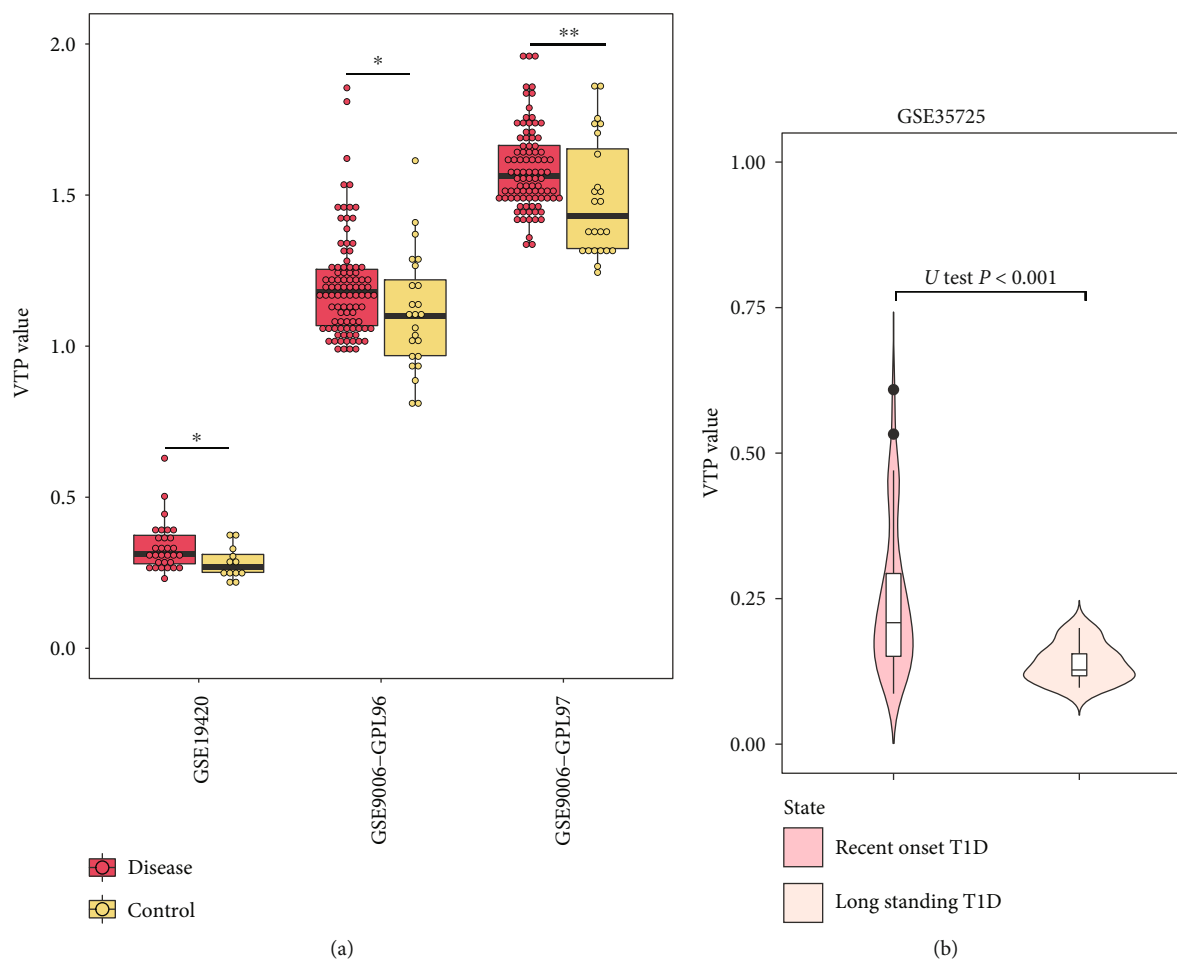 VTP value
2.0
1.5
1.0
0.5
0.0
*
*
**
GSE19420
GSE9006−GPL96
GSE9006−GPL97
Disease
Control
(a)
GSE35725
VTP value
1.00
0.75
0.50
0.25
0.00
U test P < 0.001
State
Recent onset T1D
Long standing T1D
(b)